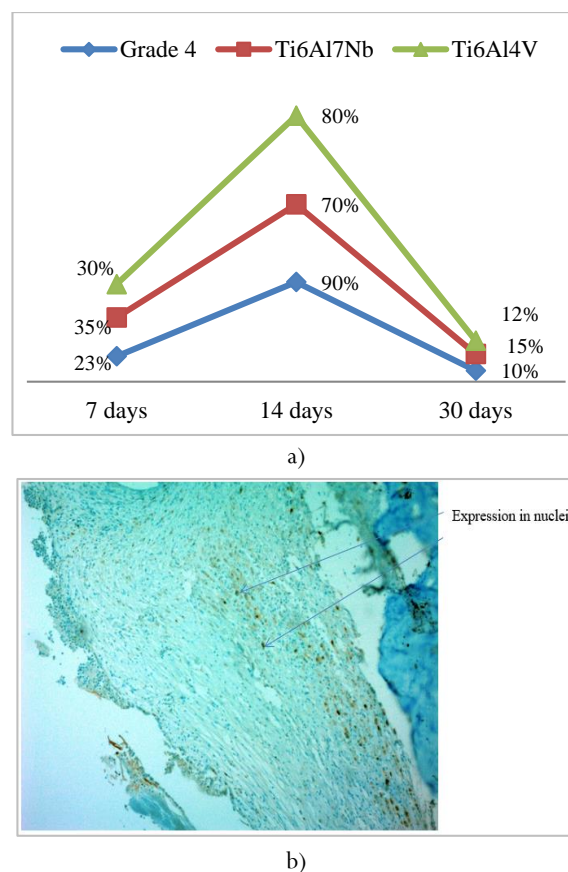 Grade 4 Ti6Al7Nb Ti6Al4V
80%
70%
90%
30%
35%
23%
12%
15%
10%
7 days 14 days 30 days
a)
Expression in nuclei
b)